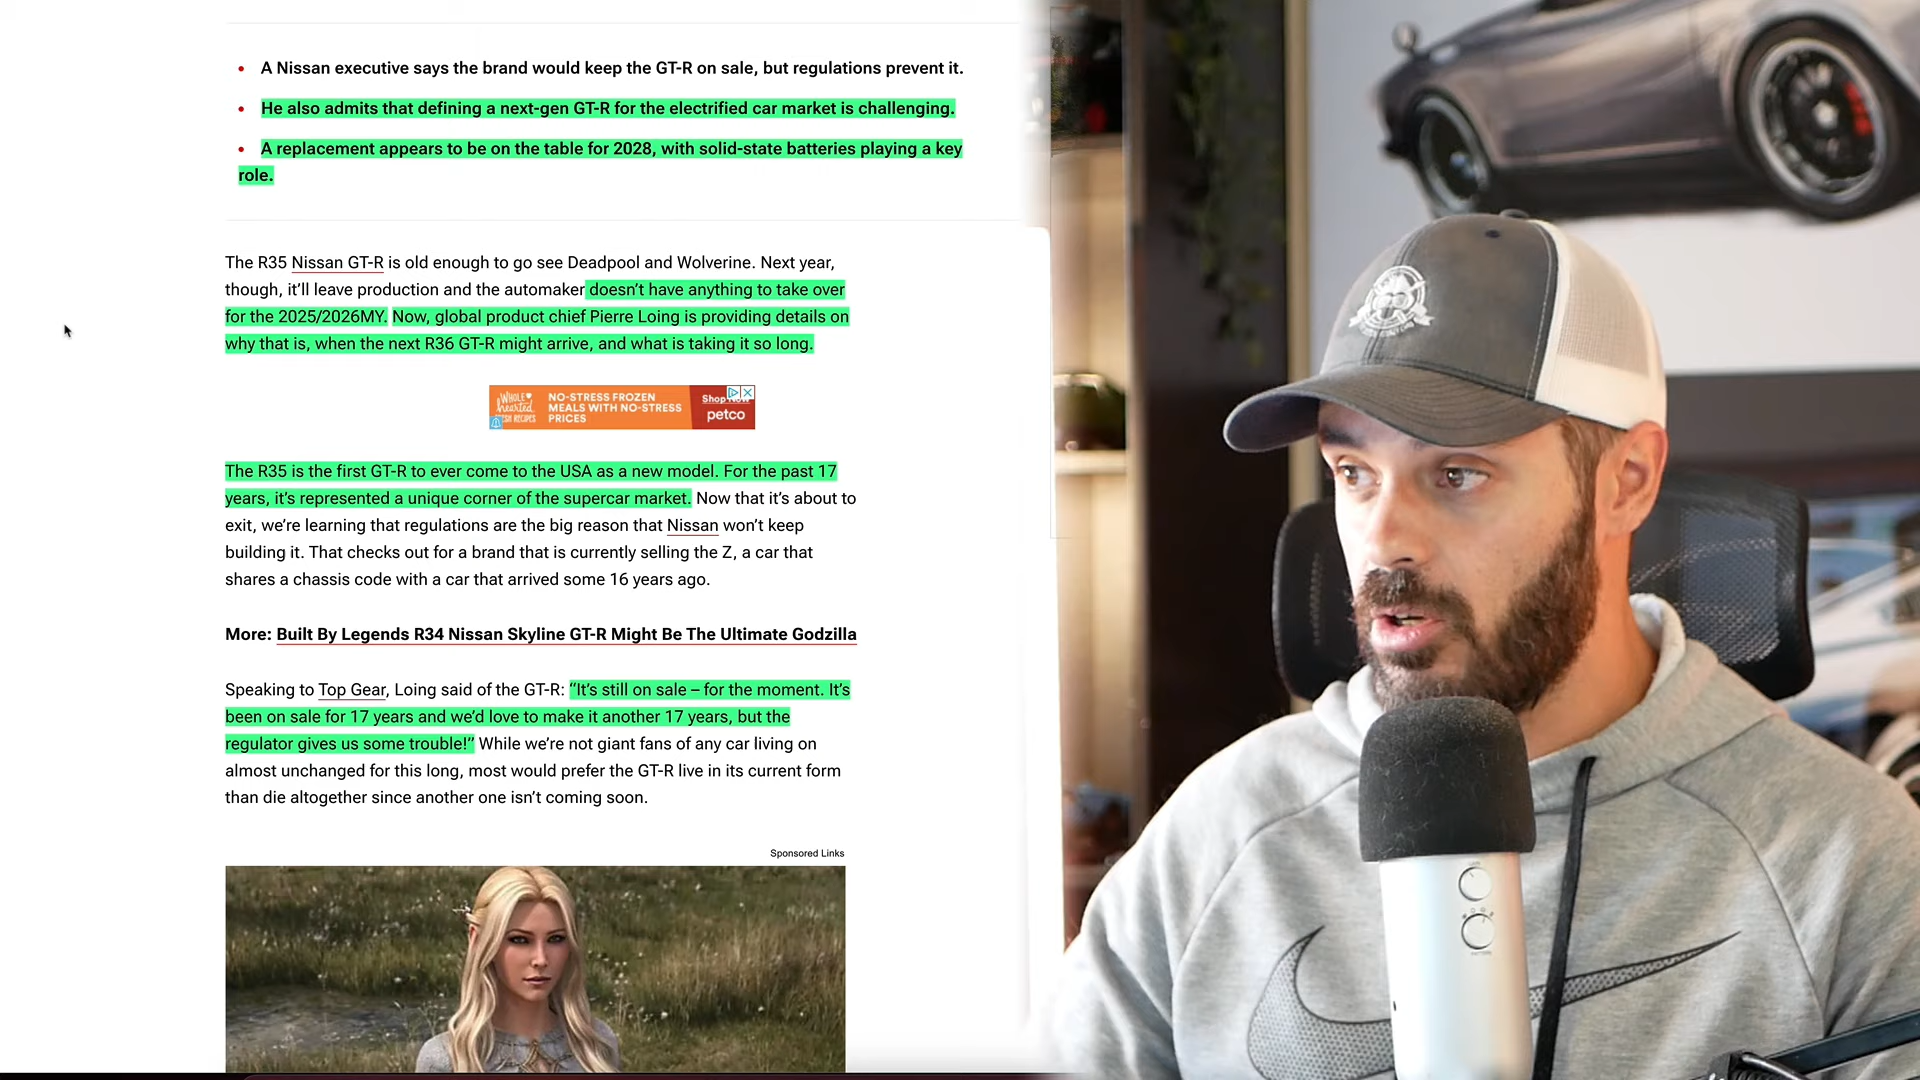 A Nissan executive says the brand would keep the GT-R on sale, but regulations prevent it.
He also admits that defining a next-gen GT-R for the electrified car market is challenging.
A replacement appears to be on the table for 2028, with solid-state batteries playing a key
role.
The R35 Nissan GT-R is old enough to go see Deadpool and Wolverine. Next year,
though, it’ll leave production and the automaker doesn’t have anything to take over
for the 2025/2026MY. Now, global product chief Pierre Loing is providing details on
why that is, when the next R36 GT-R might arrive, and what is taking it so long.
WHOLE
hearted
NO-STRESS FROZEN
MEALS WITH NO-STRESS
PRICES
Shop Now
petco
The R35 is the first GT-R to ever come to the USA as a new model. For the past 17
years, it’s represented a unique corner of the supercar market. Now that it’s about to
exit, we’re learning that regulations are the big reason that Nissan won’t keep
building it. That checks out for a brand that is currently selling the Z, a car that
shares a chassis code with a car that arrived some 16 years ago.
More: Built By Legends R34 Nissan Skyline GT-R Might Be The Ultimate Godzilla
Speaking to Top Gear, Loing said of the GT-R: “It’s still on sale – for the moment. It’s
been on sale for 17 years and we’d love to make it another 17 years, but the
regulator gives us some trouble!” While we’re not giant fans of any car living on
almost unchanged for this long, most would prefer the GT-R live in its current form
than die altogether since another one isn’t coming soon.
Sponsored Links